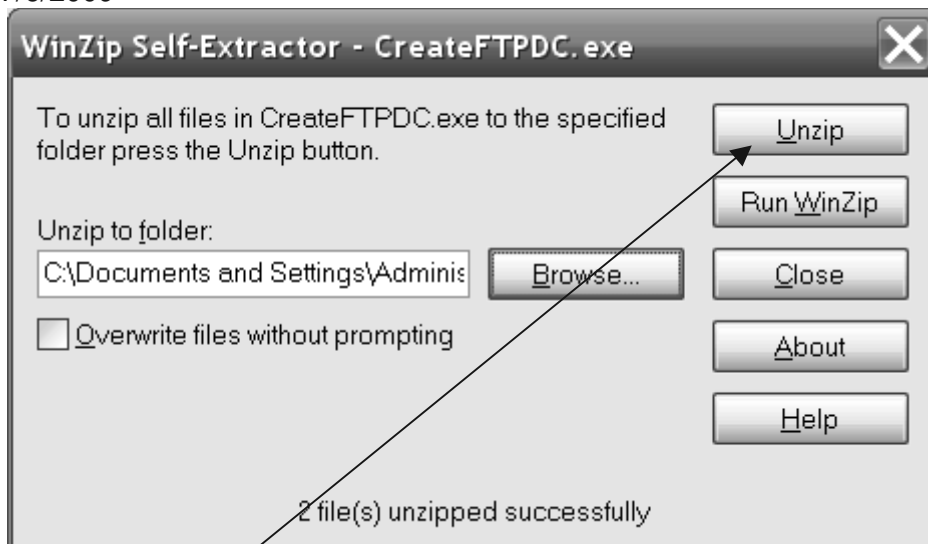 WinZip Self-Extractor - CreateFTPDC.exe
To unzip all files in CreateFTPDC.exe to the specified
folder press the Unzip button.
Unzip
Run WinZip
Unzip to folder:
C:\Documents and Settings\Adminis
Browse...
Close
Overwrite files without prompting
About
Help
2 file(s) unzipped successfully